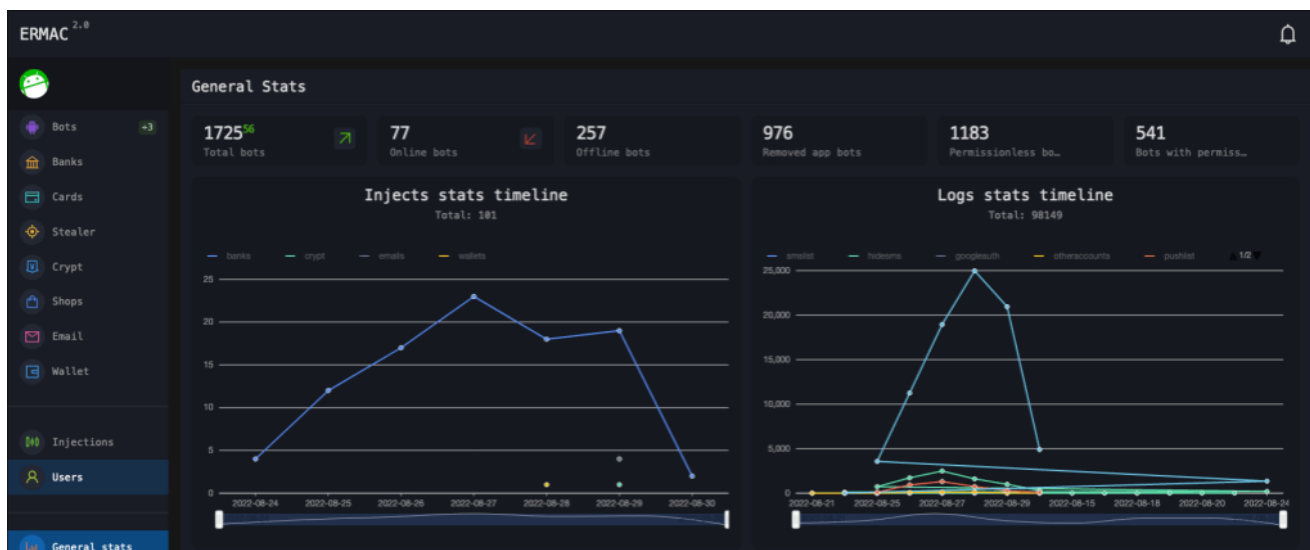 ERMAC 2.0
General Stats
Bots +3
Banks
Cards
Stealer
Crypt
Shops
Email
Wallet
Injections
Users
General stats
1725 56
Total bots
77
Online bots
257
Offline bots
976
Removed app bots
1183
Permissionless bo…
541
Bots with permiss…
Injects stats timeline
Total: 101
banks crypt emails wallets
25
20
15
10
5
0
2022-08-24 2022-08-25 2022-08-26 2022-08-27 2022-08-28 2022-08-29 2022-08-30
Logs stats timeline
Total: 98149
smslist hidesms googleauth otheraccounts pushlist 1/2
25,000
20,000
15,000
10,000
5,000
0
2022-08-21 2022-08-25 2022-08-27 2022-08-29 2022-08-15 2022-08-18 2022-08-20 2022-08-24